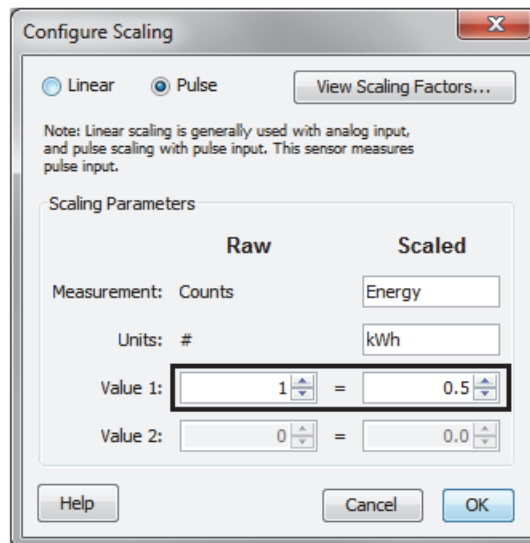 Configure Scaling
Linear Pulse View Scaling Factors...
Note: Linear scaling is generally used with analog input,
and pulse scaling with pulse input. This sensor measures
pulse input.
Scaling Parameters
Raw Scaled
Measurement: Counts Energy
Units: # kWh
Value 1: 1 = 0.5
Value 2: 0 = 0.0
Help Cancel OK